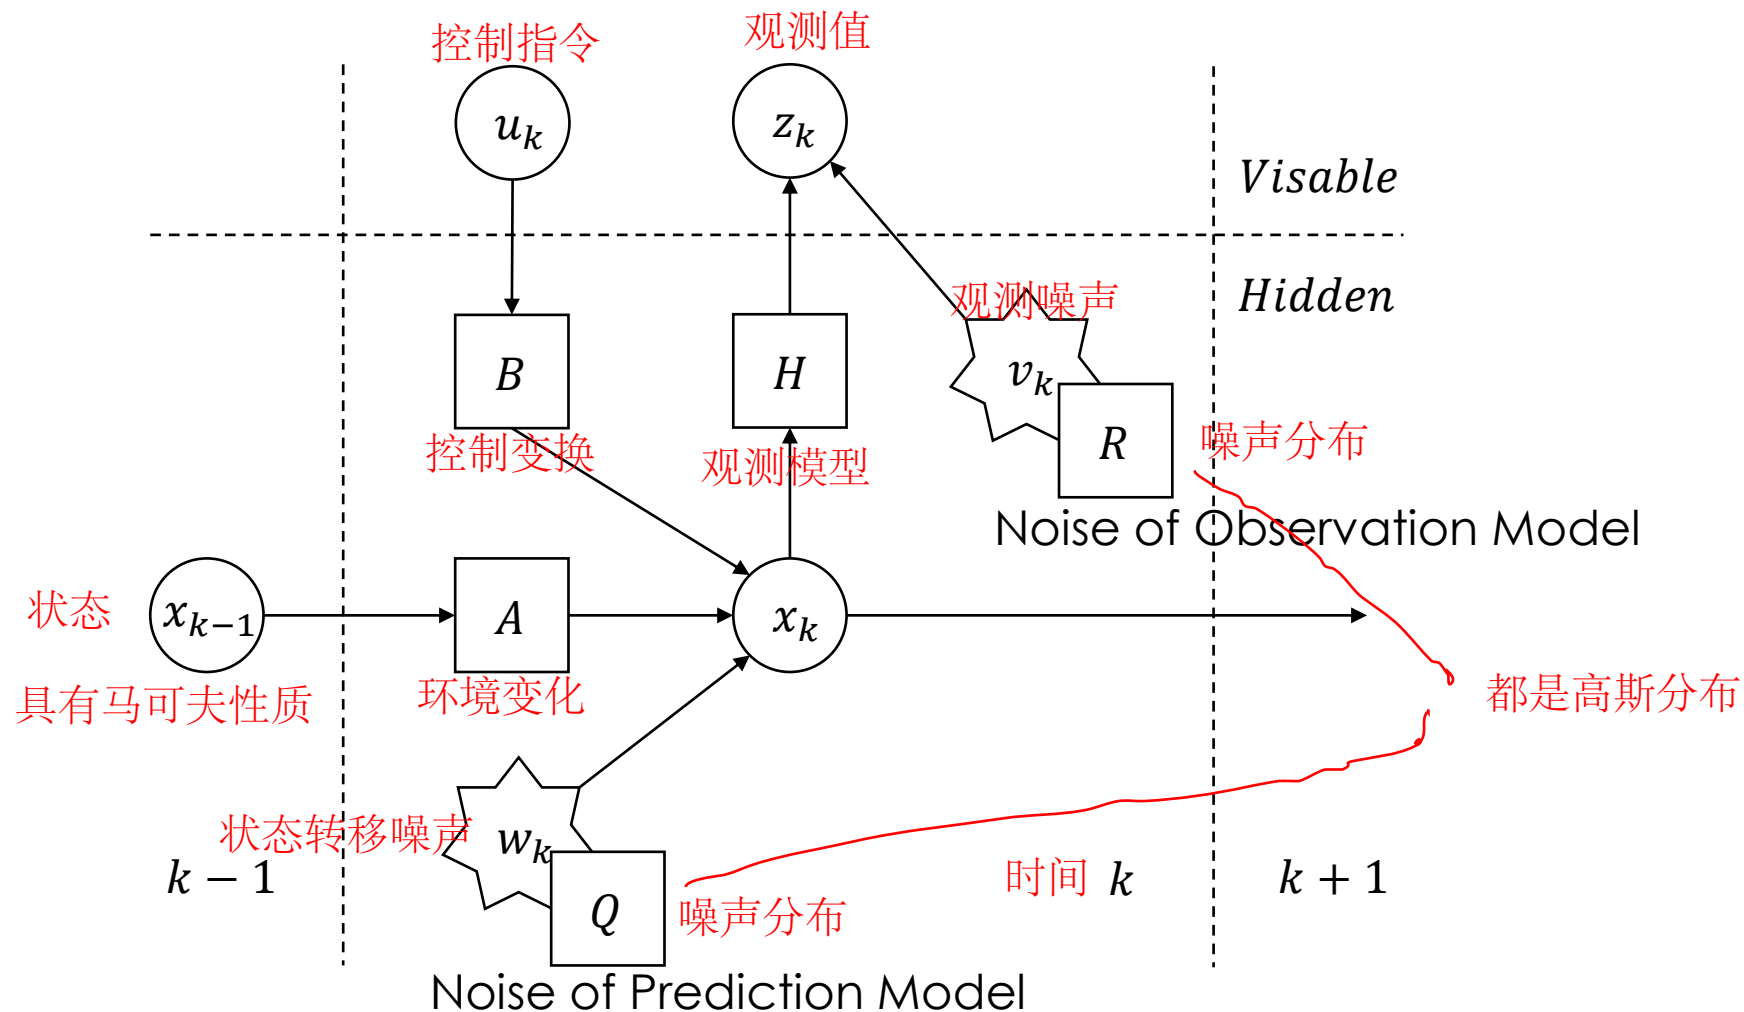 控制指令
观测值
u_k
z_k
Visable
Hidden
观测噪声
B
H
v_k
R
控制变换
观测模型
噪声分布
Noise of Observation Model
状态
x_{k-1}
A
x_k
具有马可夫性质
环境变化
都是高斯分布
状态转移噪声
w_k
k − 1
时间 k
k + 1
Q
噪声分布
Noise of Prediction Model